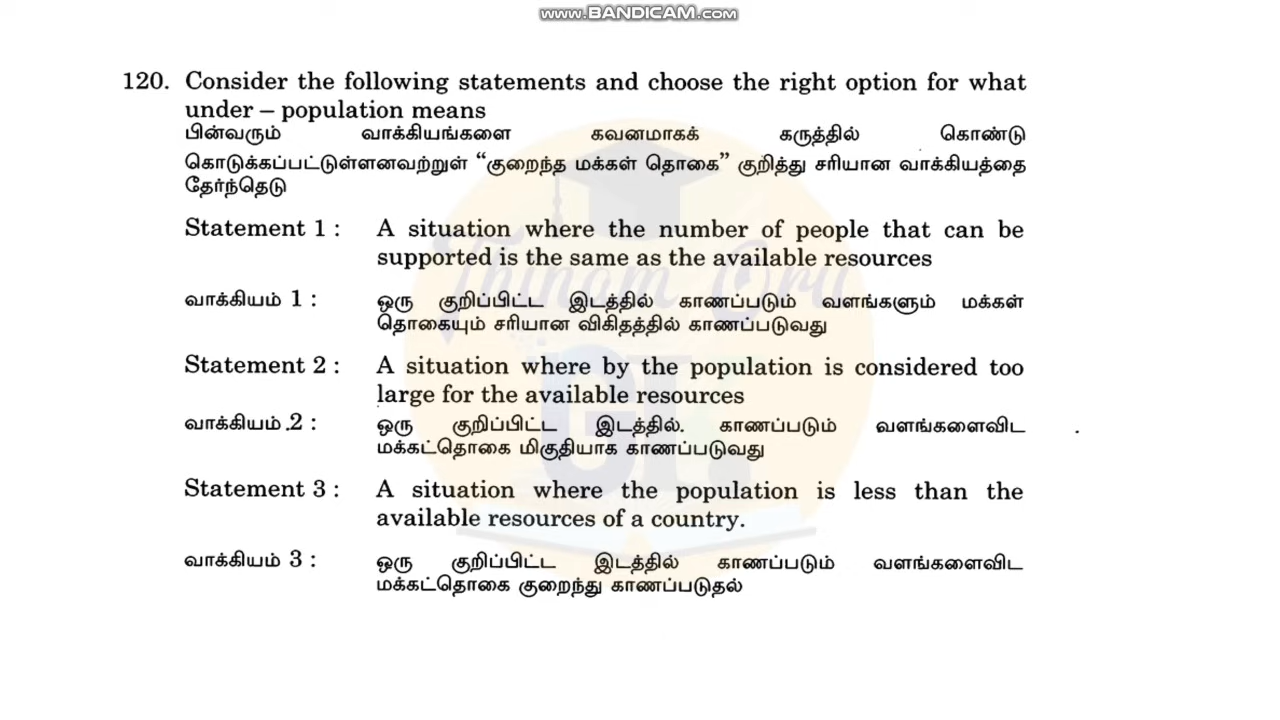 www.BANDICAM.com
120. Consider the following statements and choose the right option for what
under – population means
பின்வரும் வாக்கியங்களை கவனமாகக் கருத்தில் கொண்டு
கொடுக்கப்பட்டுள்ளனவற்றுள் “குறைந்த மக்கள் தொகை” குறித்து சரியான வாக்கியத்தை
தேர்ந்தெடு
Statement 1 : A situation where the number of people that can be
supported is the same as the available resources
வாக்கியம் 1 : ஒரு குறிப்பிட்ட இடத்தில் காணப்படும் வளங்களும் மக்கள்
தொகையும் சரியான விகிதத்தில் காணப்படுவது
Statement 2 : A situation where by the population is considered too
large for the available resources
வாக்கியம் .2 : ஒரு குறிப்பிட்ட இடத்தில். காணப்படும் வளங்களைவிட
மக்கட்தொகை மிகுதியாக காணப்படுவது
Statement 3 : A situation where the population is less than the
available resources of a country.
வாக்கியம் 3 : ஒரு குறிப்பிட்ட இடத்தில் காணப்படும் வளங்களைவிட
மக்கட்தொகை குறைந்து காணப்படுதல்
Thinam Oru
GK